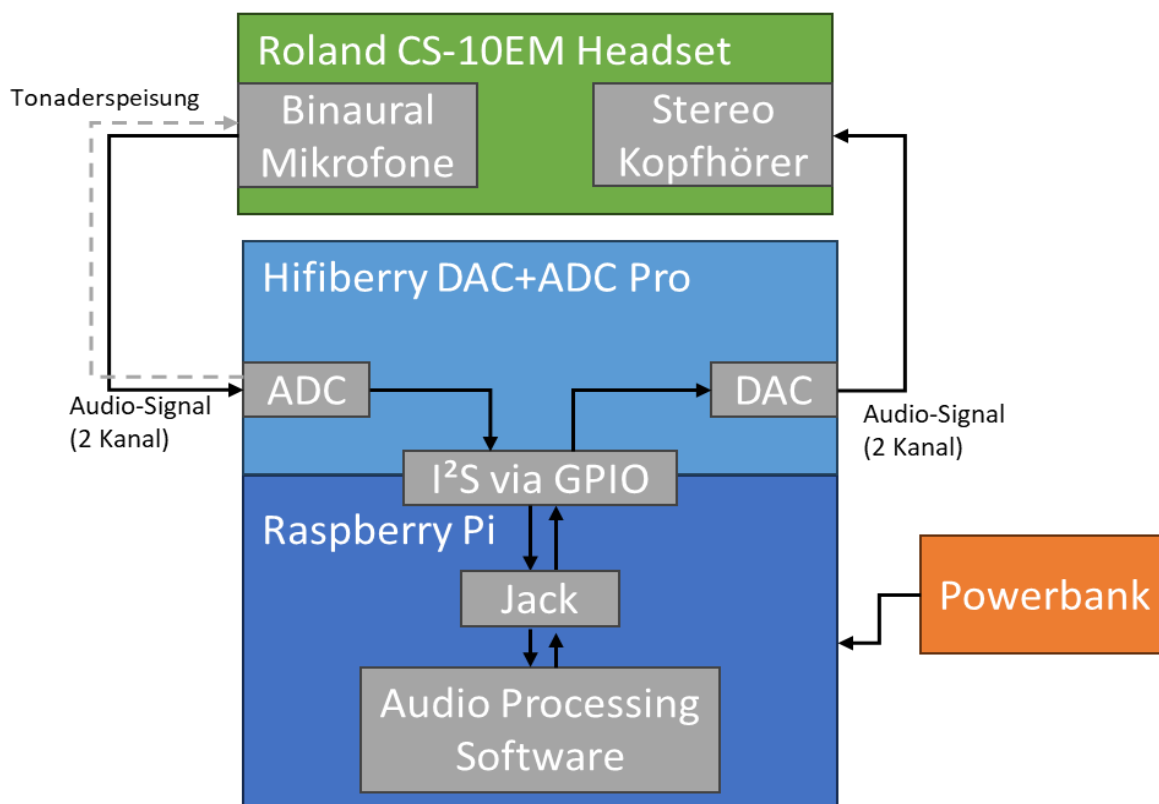 Roland CS-10EM Headset
Tonaderspeisung
Binaural
Mikrofone
Stereo
Kopfhörer
Hifiberry DAC+ADC Pro
ADC
DAC
Audio-Signal
(2 Kanal)
Audio-Signal
(2 Kanal)
I²S via GPIO
Raspberry Pi
Jack
Powerbank
Audio Processing
Software